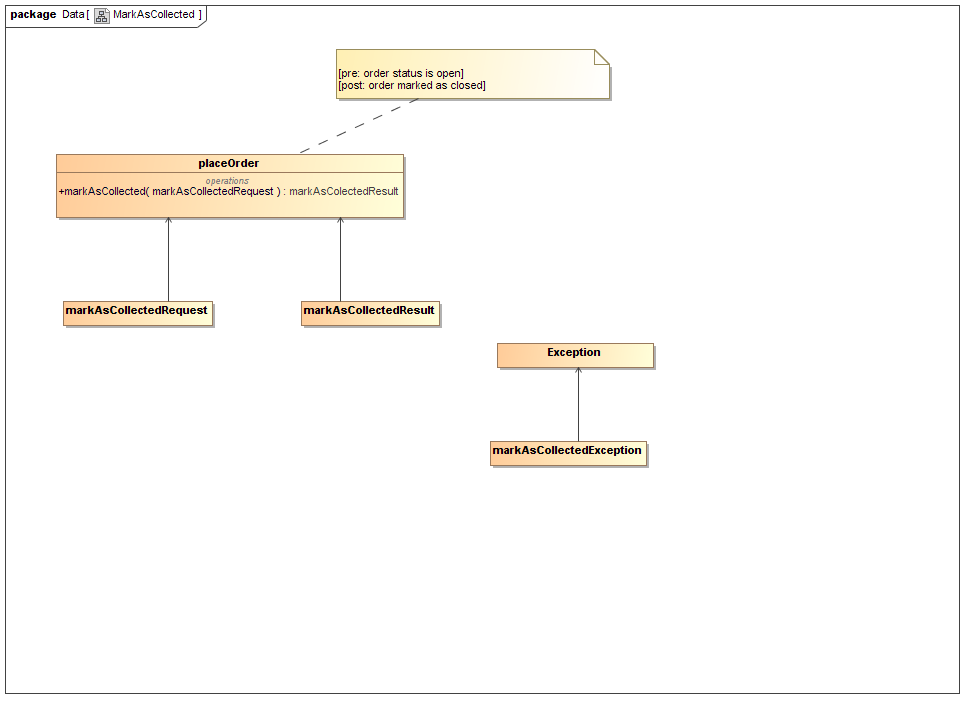 package Data[ MarkAsCollected ]
[pre: order status is open]
[post: order marked as closed]
placeOrder
operations
+markAsCollected( markAsCollectedRequest ) : markAsColectedResult
markAsCollectedRequest
markAsCollectedResult
Exception
markAsCollectedException